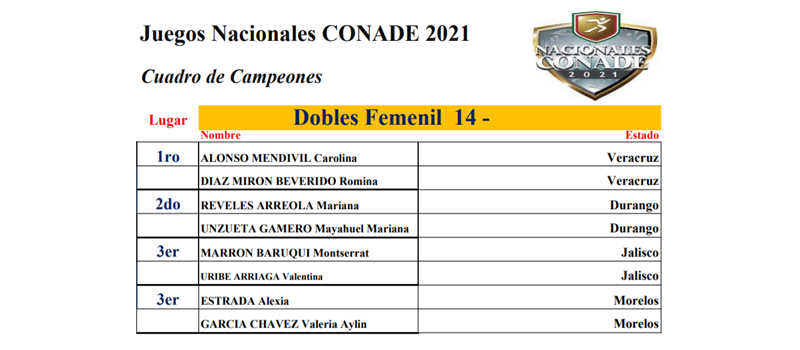 Juegos Nacionales CONADE 2021
NACIONALES
CONADE
2021
Cuadro de Campeones
Lugar Dobles Femenil 14 -
Nombre Estado
1ro ALONSO MENDIVIL Carolina Veracruz
DIAZ MIRON BEVERIDO Romina Veracruz
2do REVELES ARREOLA Mariana Durango
UNZUETA GAMERO Mayahuel Mariana Durango
3er MARRON BARUQUI Montserrat Jalisco
URIBE ARRIAGA Valentina Jalisco
3er ESTRADA Alexia Morelos
GARCIA CHAVEZ Valeria Aylin Morelos